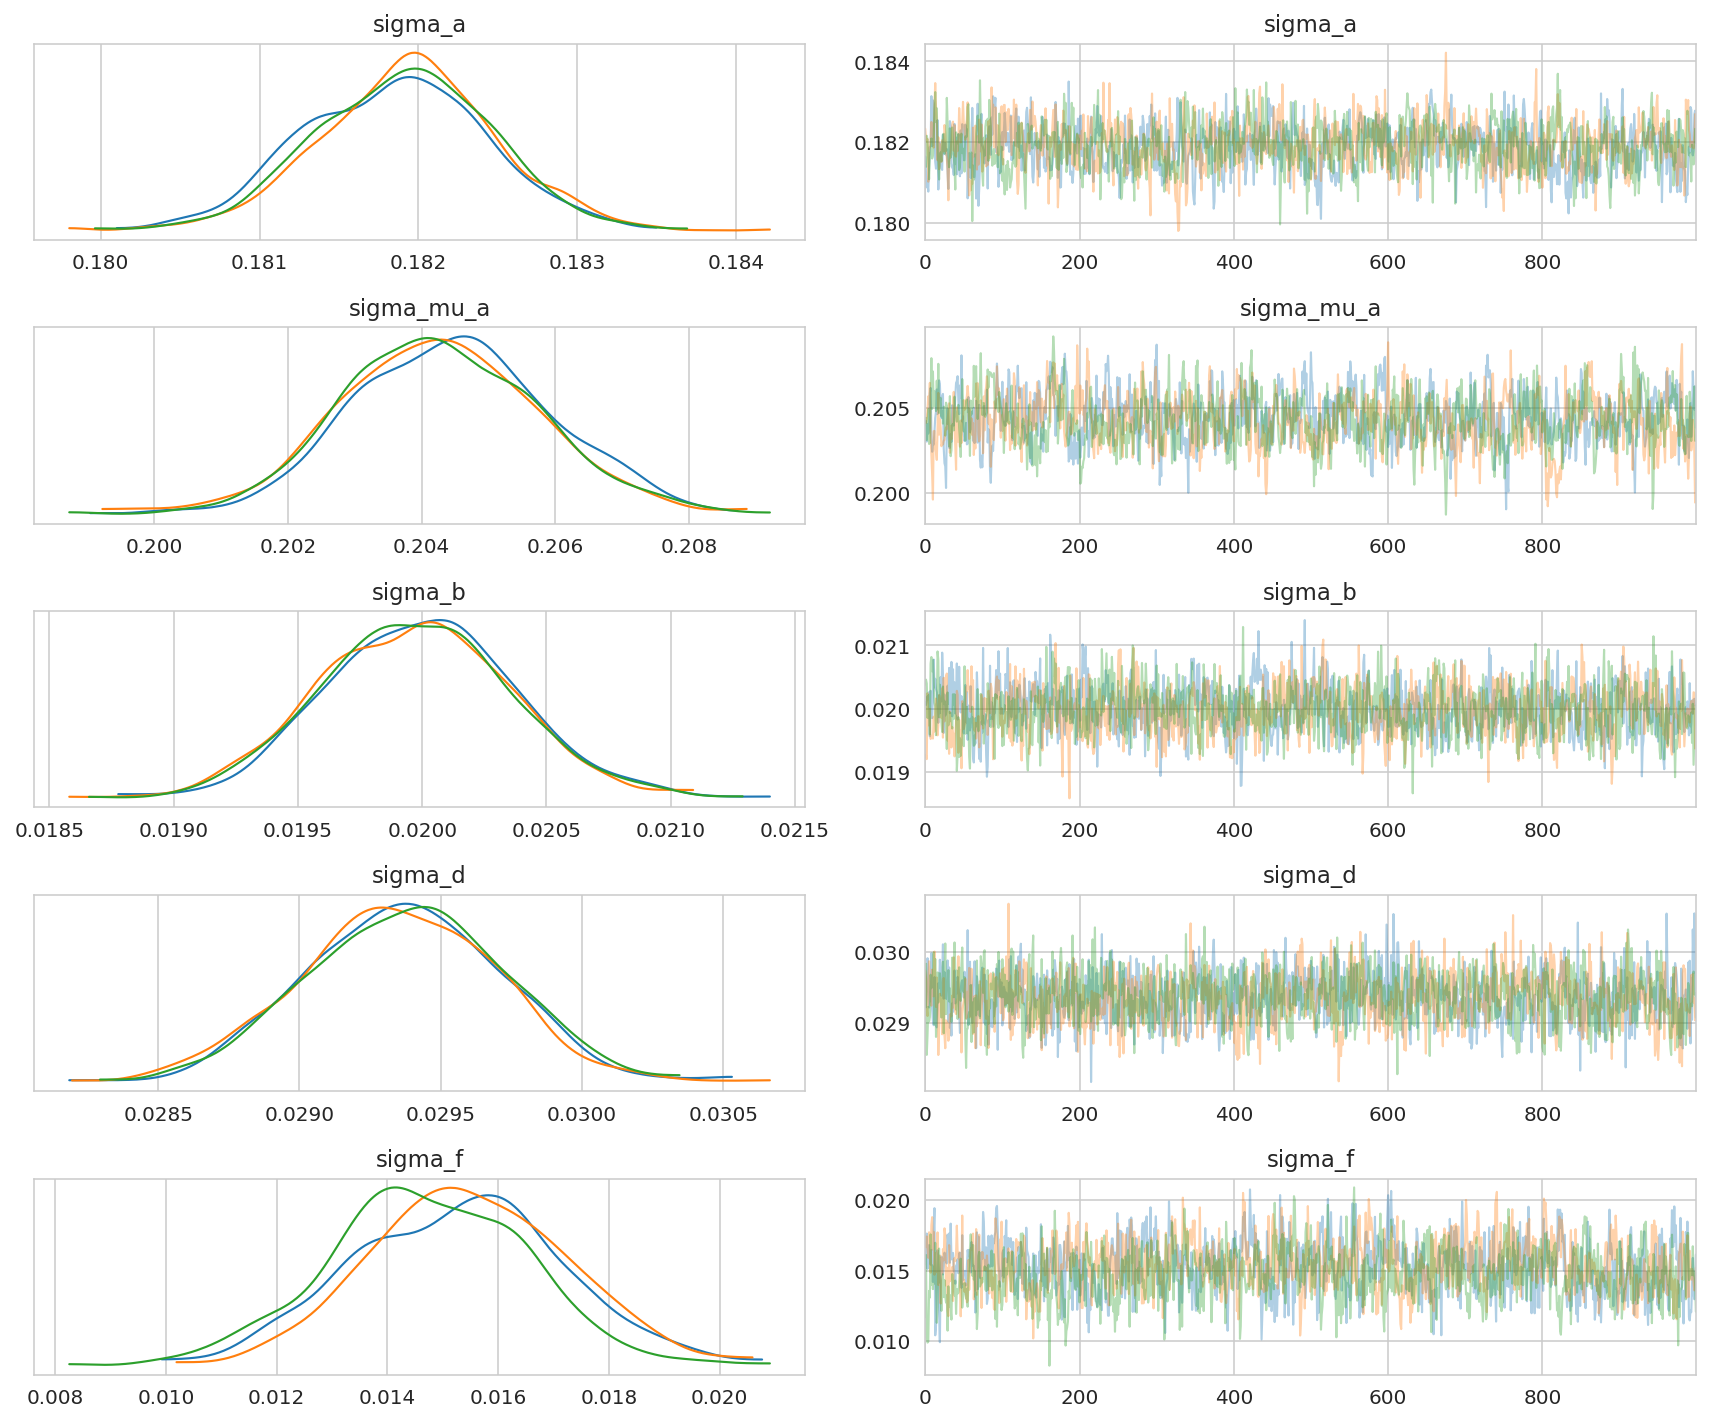 sigma_a sigma_a
0.184
0.182
0.180
0.180 0.181 0.182 0.183 0.184 0 200 400 600 800
sigma_mu_a sigma_mu_a
0.205
0.200
0.200 0.202 0.204 0.206 0.208 0 200 400 600 800
sigma_b sigma_b
0.021
0.020
0.019
0.0185 0.0190 0.0195 0.0200 0.0205 0.0210 0.0215 0 200 400 600 800
sigma_d sigma_d
0.030
0.029
0.0285 0.0290 0.0295 0.0300 0.0305 0 200 400 600 800
sigma_f sigma_f
0.020
0.015
0.010
0.008 0.010 0.012 0.014 0.016 0.018 0.020 0 200 400 600 800